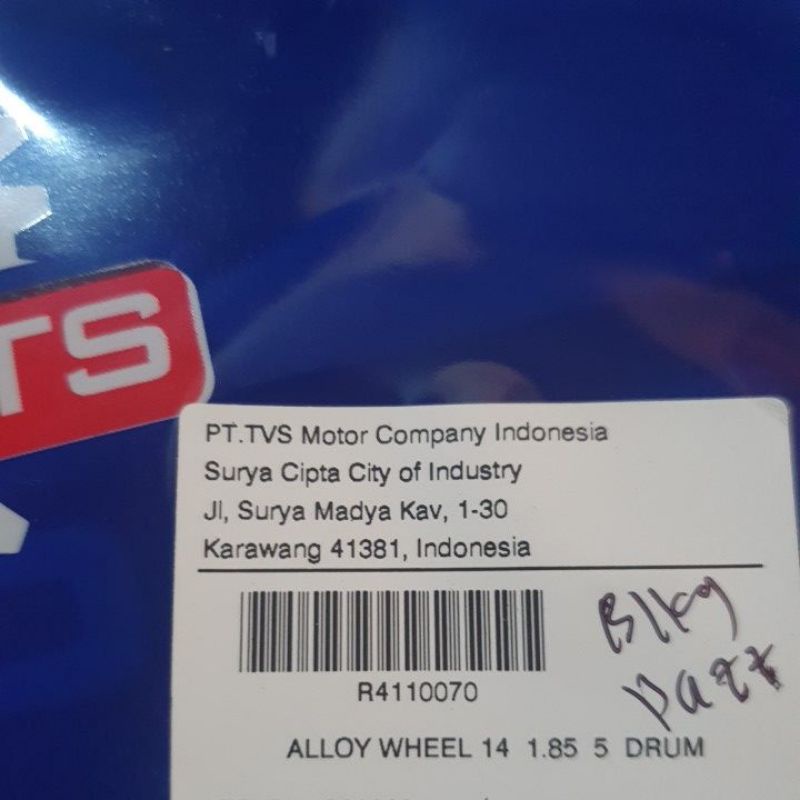 TS
PT.TVS Motor Company Indonesia
Surya Cipta City of Industry
Jl, Surya Madya Kav, 1-30
Karawang 41381, Indonesia
Blkg
R4110070
ALLOY WHEEL 14 1.85 5 DRUM